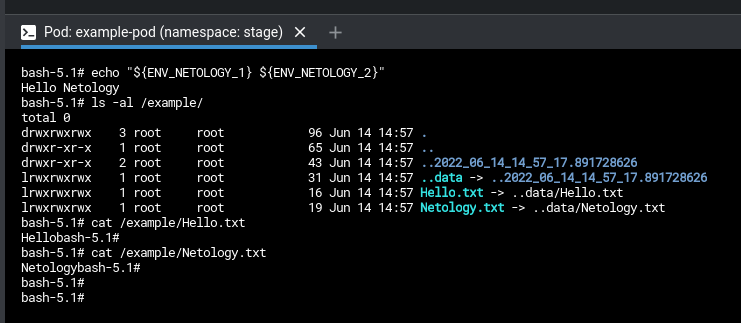 Pod: example-pod (namespace: stage)
bash-5.1# echo "${ENV_NETOLOGY_1} ${ENV_NETOLOGY_2}"
Hello Netology
bash-5.1# ls -al /example/
total 0
drwxrwxrwx    3 root     root            96 Jun 14 14:57 .
drwxr-xr-x    1 root     root            65 Jun 14 14:57 ..
drwxr-xr-x    2 root     root            43 Jun 14 14:57 ..2022_06_14_14_57_17.891728626
lrwxrwxrwx    1 root     root            31 Jun 14 14:57 ..data -> ..2022_06_14_14_57_17.891728626
lrwxrwxrwx    1 root     root            16 Jun 14 14:57 Hello.txt -> ..data/Hello.txt
lrwxrwxrwx    1 root     root            19 Jun 14 14:57 Netology.txt -> ..data/Netology.txt
bash-5.1# cat /example/Hello.txt
Hellobash-5.1#
bash-5.1# cat /example/Netology.txt
Netologybash-5.1#
bash-5.1#
bash-5.1#